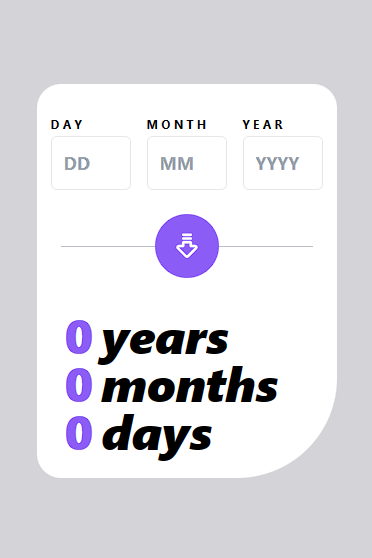 DAY MONTH YEAR
DD MM YYYY
0 years
0 months
0 days